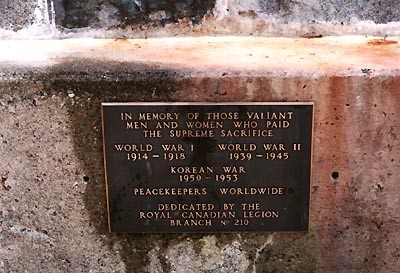 IN MEMORY OF THOSE VALIANT
MEN AND WOMEN WHO PAID
THE SUPREME SACRIFICE
WORLD WAR I WORLD WAR II
1914 – 1918 1939 – 1945
KOREAN WAR
1950 – 1953
PEACEKEEPERS WORLDWIDE
DEDICATED BY THE
ROYAL CANADIAN LEGION
BRANCH Nº 210